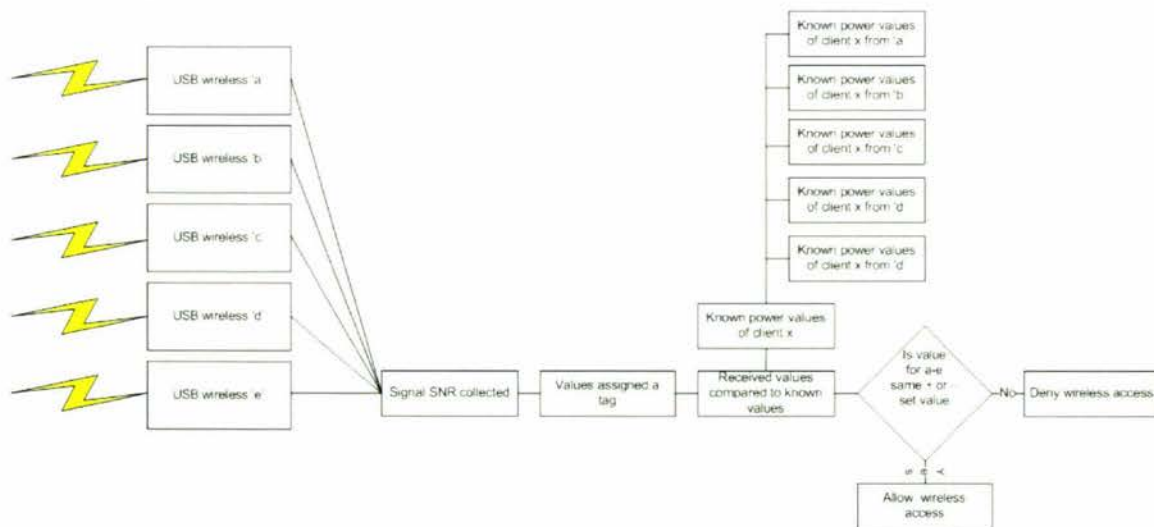 USB wireless 'a
USB wireless 'b
USB wireless 'c
USB wireless 'd
USB wireless 'e'
Signal SNR collected
Values assigned a
tag
Known power values
of client x from 'a
Known power values
of client x from 'b
Known power values
of client x from 'c
Known power values
of client x from 'd
Known power values
of client x from 'd
Known power values
of client x
Received values
compared to known
values
Is value
for a-e
same + or -
set value
No
Deny wireless access
Yes
Allow wireless
access